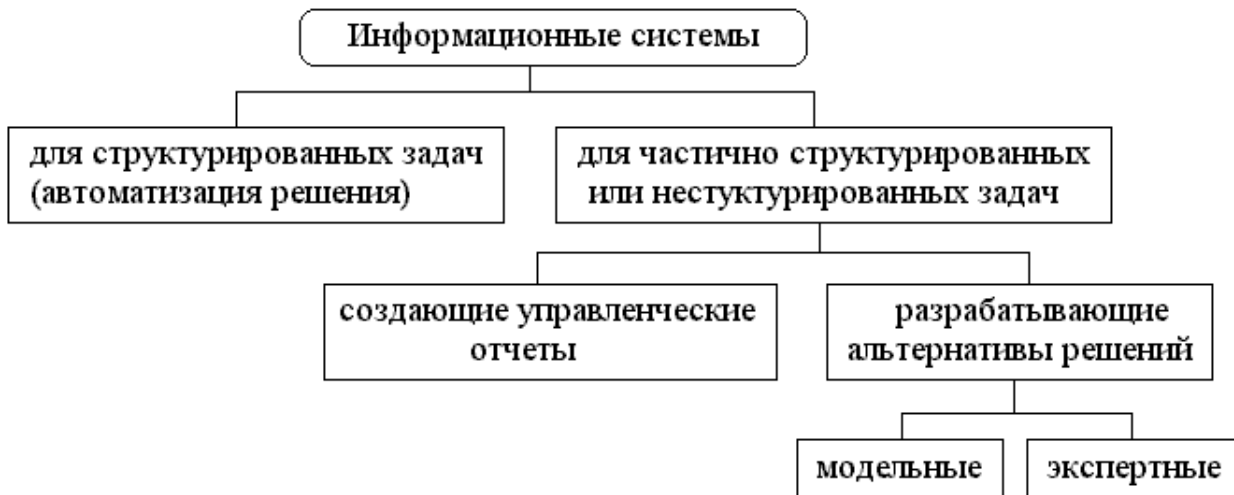 Информационные системы
для структурированных задач
(автоматизация решения)
для частично структурированных
или нестуктурированных задач
создающие управленческие
отчеты
разрабатывающие
альтернативы решений
модельные
экспертные